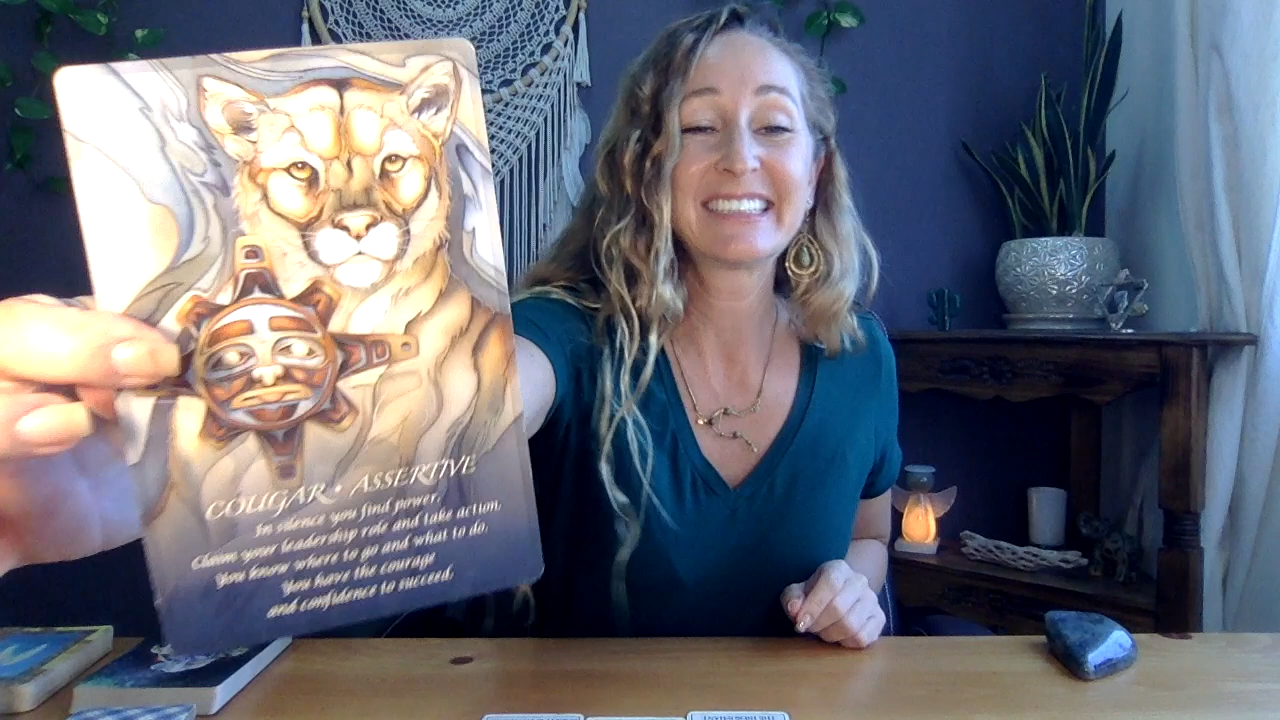 COUGAR • ASSERTIVE
In silence you find power.
Claim your leadership role and take action.
You know where to go and what to do.
You have the courage
and confidence to succeed.